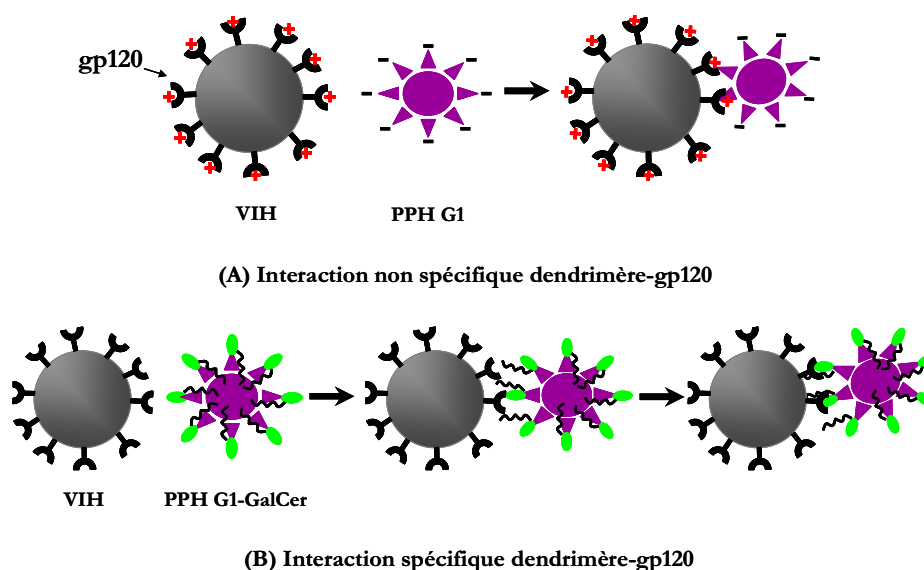 gp120
VIH
PPH G1
(A) Interaction non spécifique dendrimère-gp120
VIH
PPH G1-GalCer
(B) Interaction spécifique dendrimère-gp120